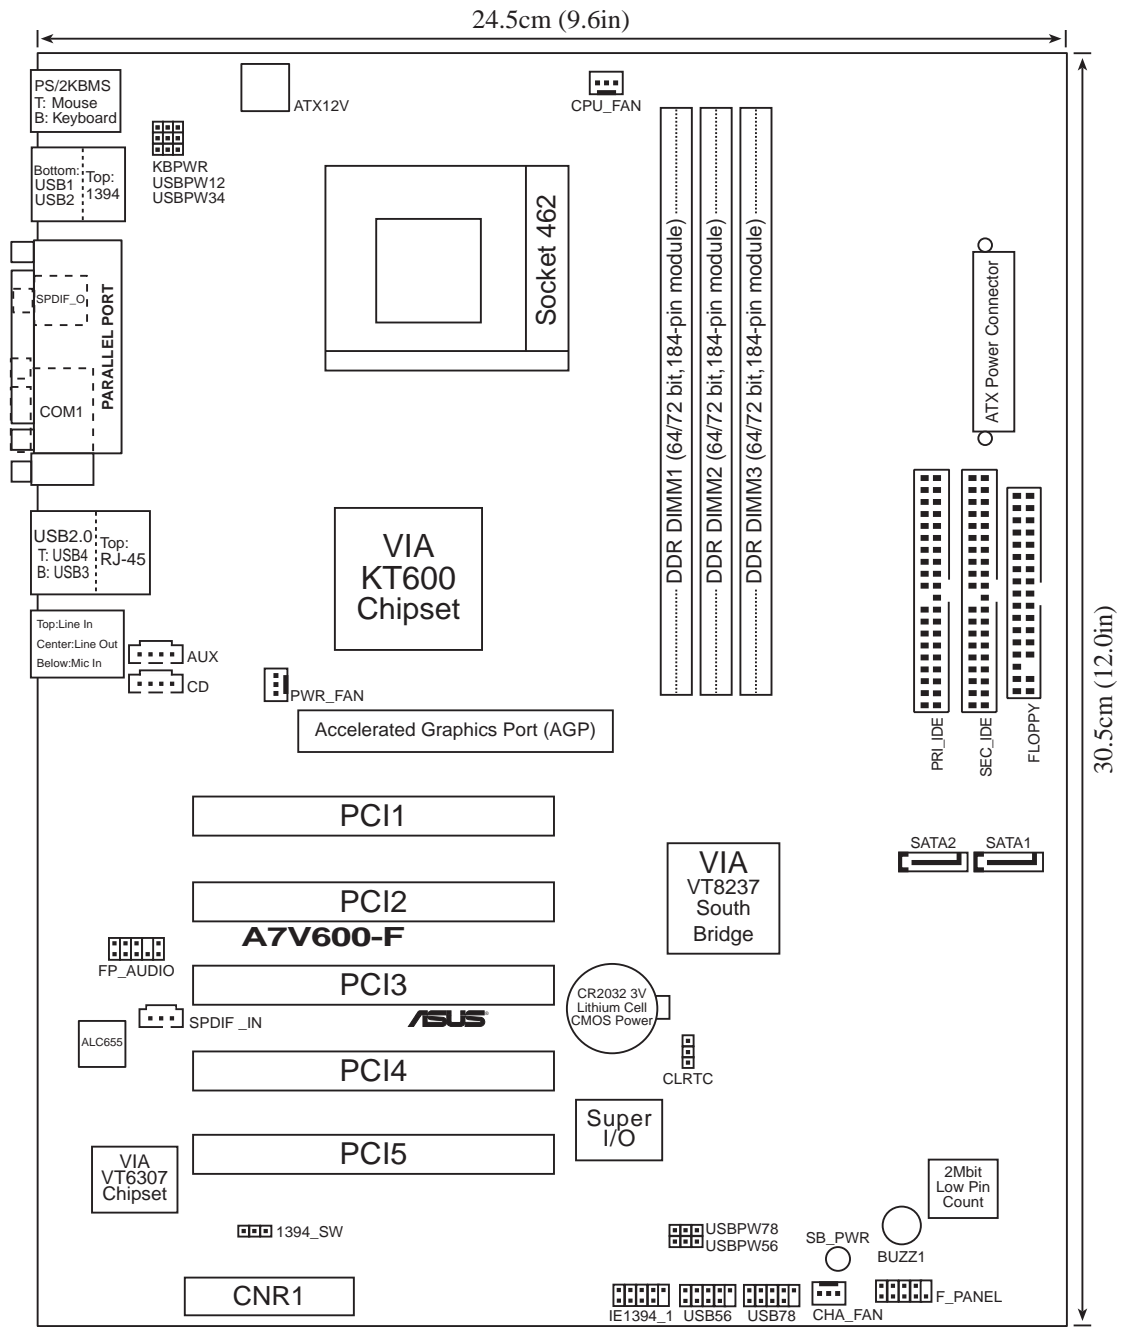 24.5cm (9.6in)
PS/2KBMS
T: Mouse
B: Keyboard
ATX12V
CPU_FAN
KBPWR
USBPW12
USBPW34
Bottom:
USB1
USB2
Top:
1394
Socket 462
SPDIF_O
PARALLEL PORT
COM1
DDR DIMM1 (64/72 bit,184-pin module)
DDR DIMM2 (64/72 bit,184-pin module)
DDR DIMM3 (64/72 bit,184-pin module)
ATX Power Connector
USB2.0
T: USB4
B: USB3
Top:
RJ-45
VIA
KT600
Chipset
Top:Line In
Center:Line Out
Below:Mic In
AUX
CD
PWR_FAN
Accelerated Graphics Port (AGP)
PRI_IDE
SEC_IDE
FLOPPY
30.5cm (12.0in)
PCI1
SATA2
SATA1
VIA
VT8237
South
Bridge
PCI2
A7V600-F
FP_AUDIO
PCI3
CR2032 3V
Lithium Cell
CMOS Power
SPDIF _IN
ASUS
ALC655
PCI4
CLRTC
Super
I/O
PCI5
VIA
VT6307
Chipset
2Mbit
Low Pin
Count
1394_SW
USBPW78
USBPW56
SB_PWR
BUZZ1
CNR1
IE1394_1
USB56
USB78
CHA_FAN
F_PANEL